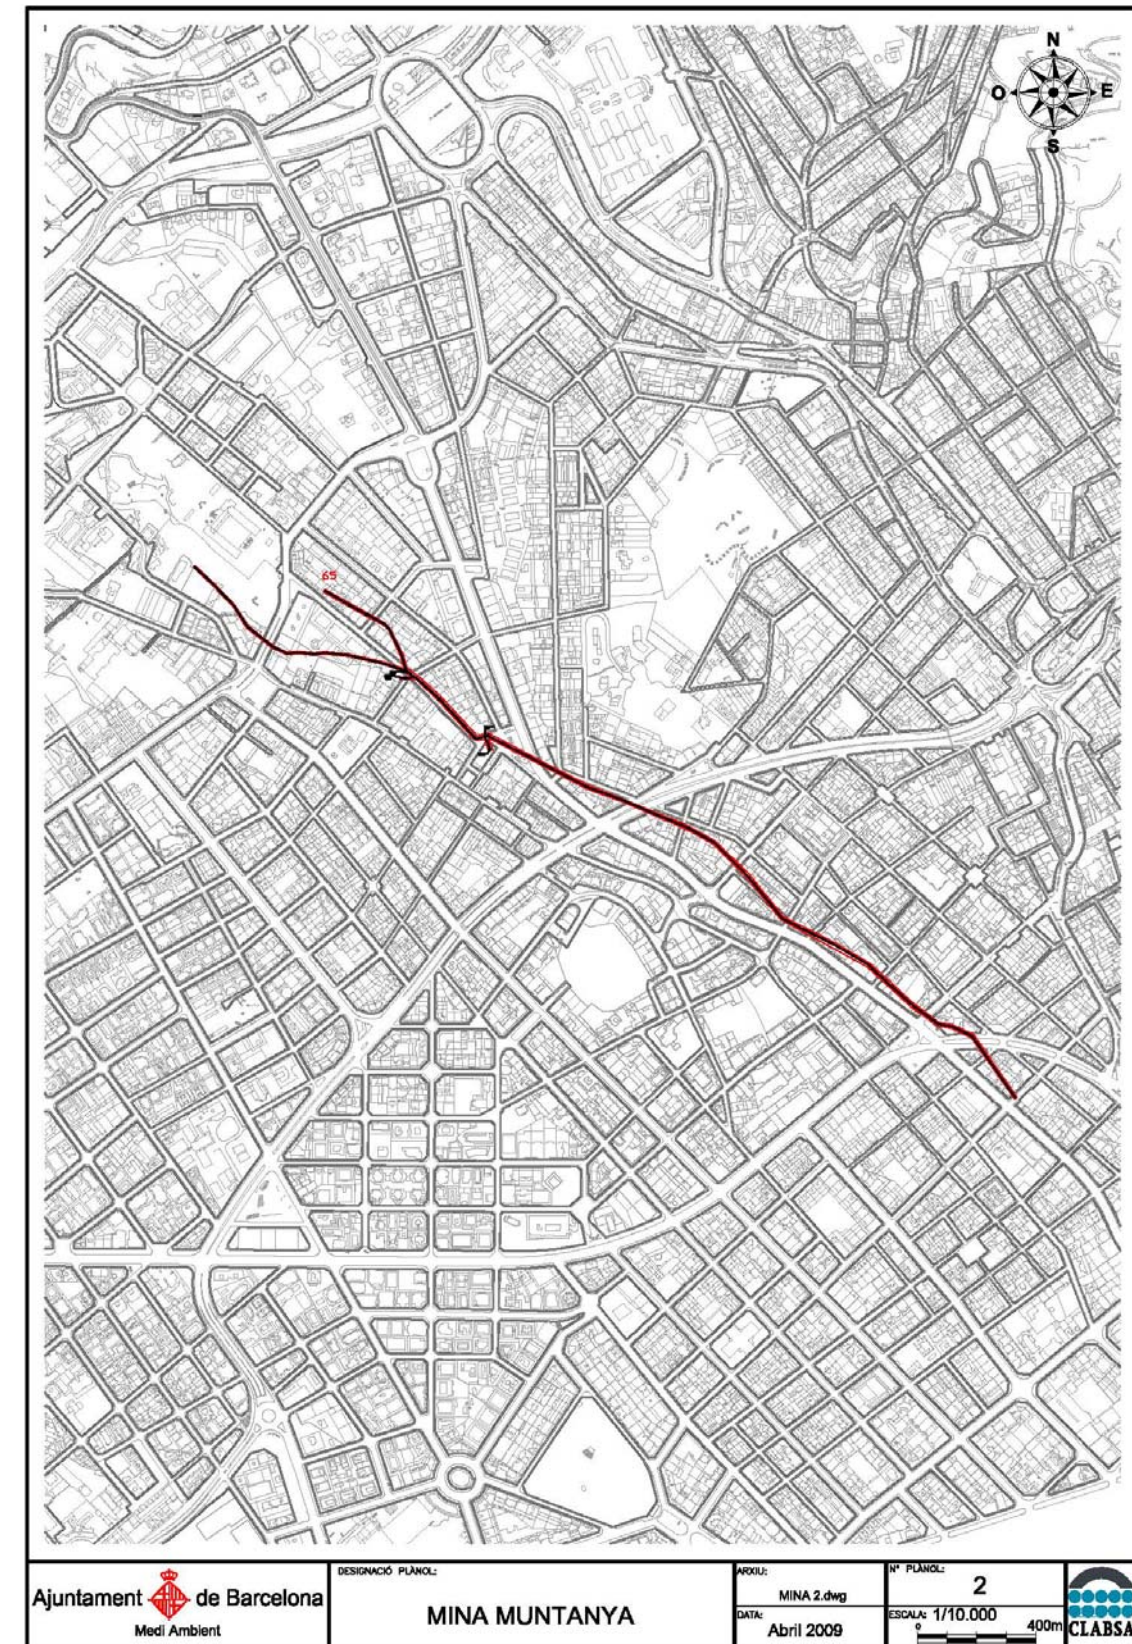 N
O E
S
65
Ajuntament de Barcelona
Medi Ambient
DESIGNACIÓ PLÀNOL:
MINA MUNTANYA
ARXIU:
MINA 2.dwg
DATA:
Abril 2009
Nº PLÀNOL:
2
ESCALA: 1/10.000
0 400m
CLABSA